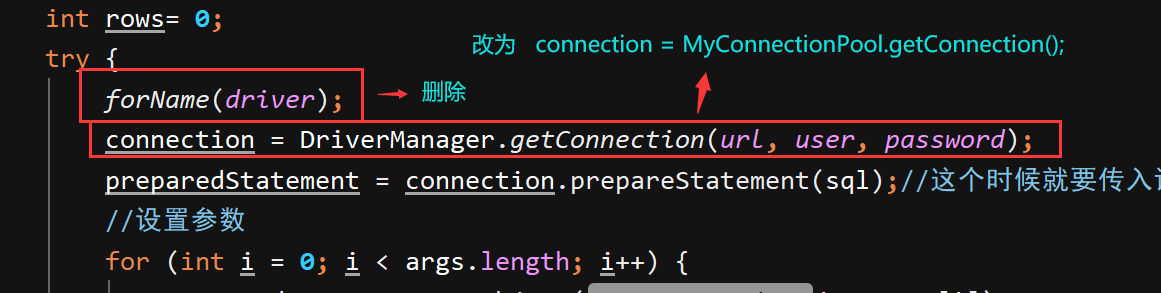 int rows= 0;
改为 connection = MyConnectionPool.getConnection();
try {
forName(driver); 删除
connection = DriverManager.getConnection(url, user, password);
preparedStatement = connection.prepareStatement(sql);//这个时候就要传入
//设置参数
for (int i = 0; i < args.length; i++) {